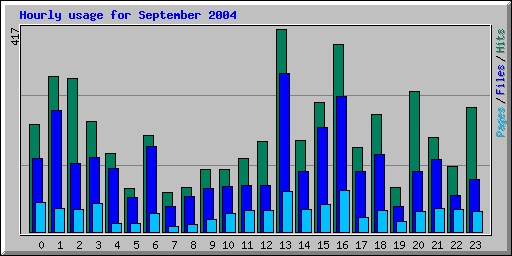 Hourly usage for September 2004
417
Pages/Files/Hits
0 1 2 3 4 5 6 7 8 9 10 11 12 13 14 15 16 17 18 19 20 21 22 23